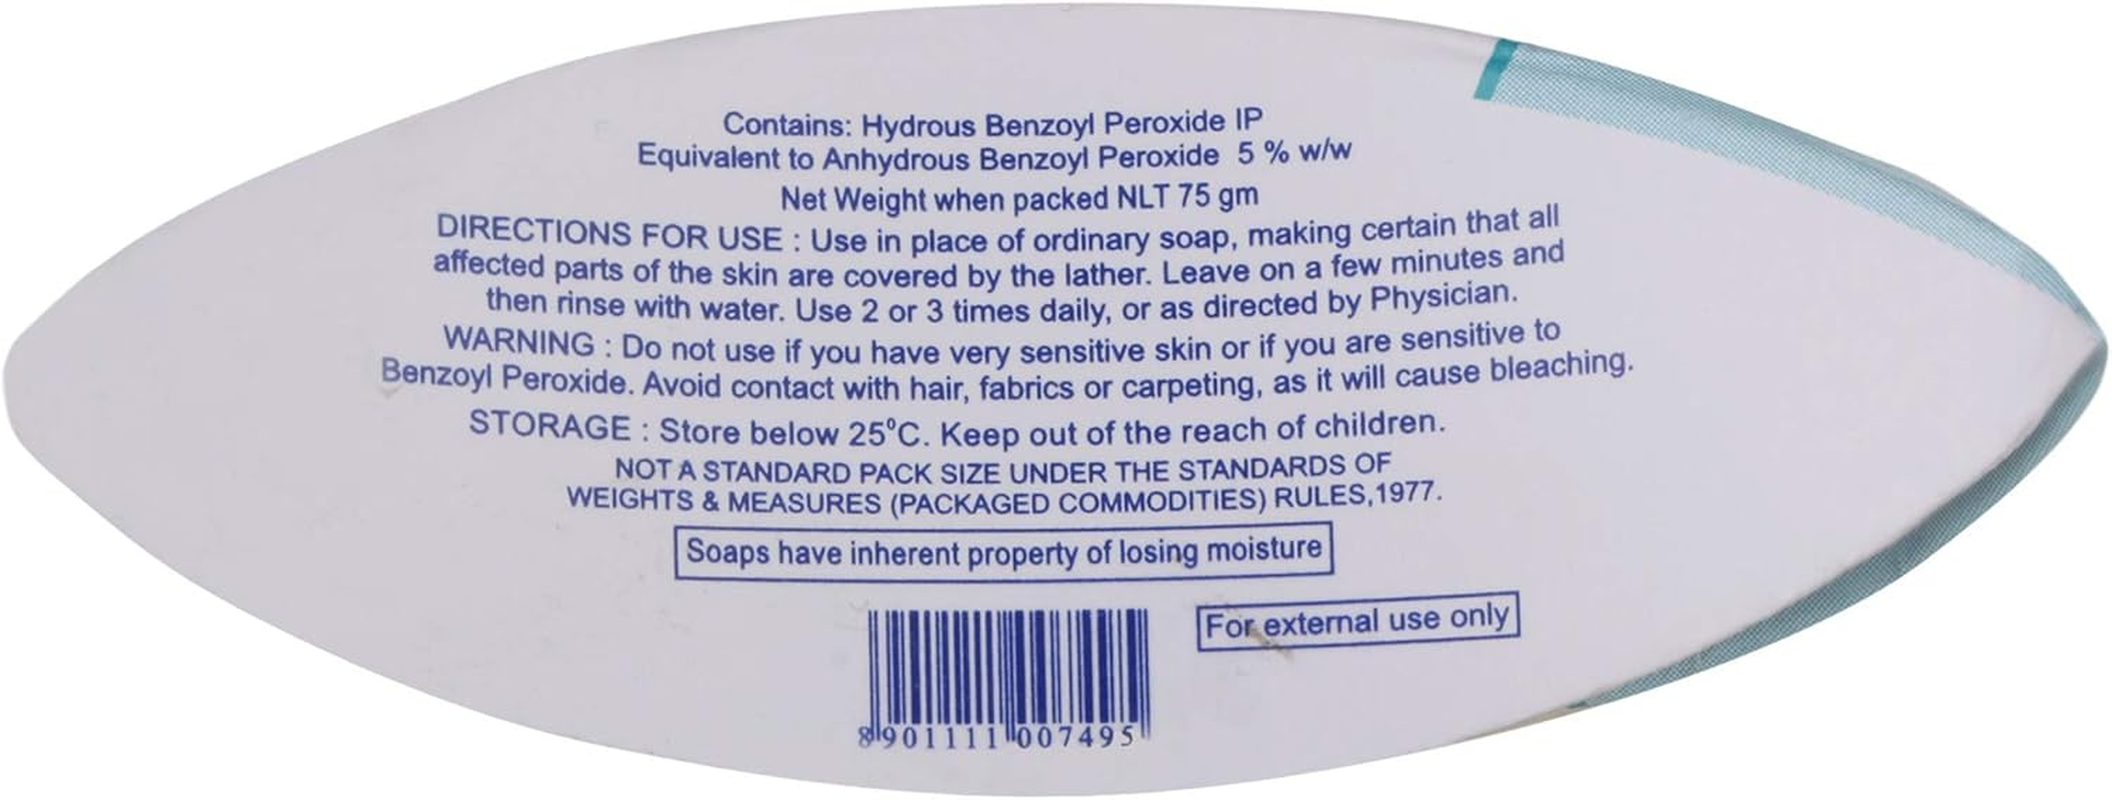 Contains: Hydrous Benzoyl Peroxide IP
Equivalent to Anhydrous Benzoyl Peroxide 5 % w/w
Net Weight when packed NLT 75 gm
DIRECTIONS FOR USE : Use in place of ordinary soap, making certain that all
affected parts of the skin are covered by the lather. Leave on a few minutes and
then rinse with water. Use 2 or 3 times daily, or as directed by Physician.
WARNING : Do not use if you have very sensitive skin or if you are sensitive to
Benzoyl Peroxide. Avoid contact with hair, fabrics or carpeting, as it will cause bleaching.
STORAGE : Store below 25⁰C. Keep out of the reach of children.
NOT A STANDARD PACK SIZE UNDER THE STANDARDS OF
WEIGHTS & MEASURES (PACKAGED COMMODITIES) RULES,1977.
Soaps have inherent property of losing moisture
For external use only
8 901111 007495